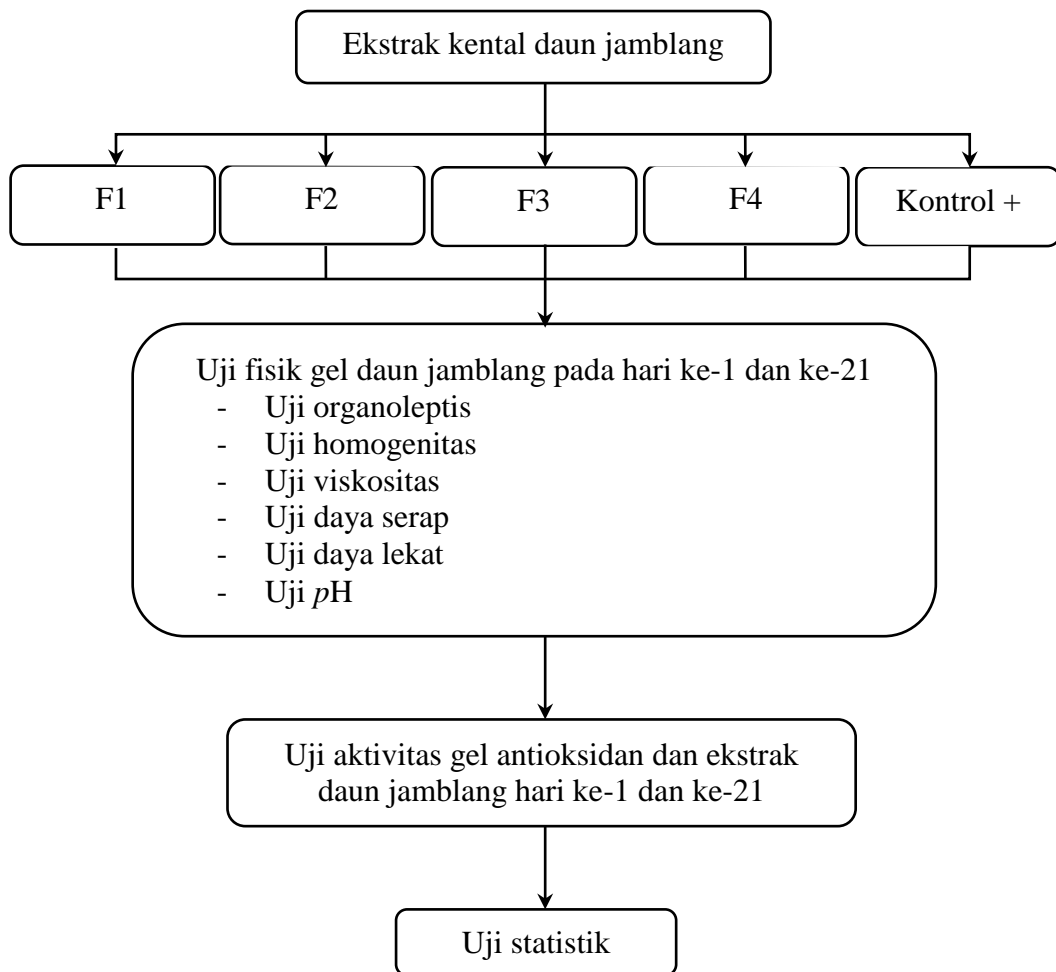 Ekstrak kental daun jamblang
F1
F2
F3
F4
Kontrol +
Uji fisik gel daun jamblang pada hari ke-1 dan ke-21
- Uji organoleptis
- Uji homogenitas
- Uji viskositas
- Uji daya serap
- Uji daya lekat
- Uji pH
Uji aktivitas gel antioksidan dan ekstrak
daun jamblang hari ke-1 dan ke-21
Uji statistik